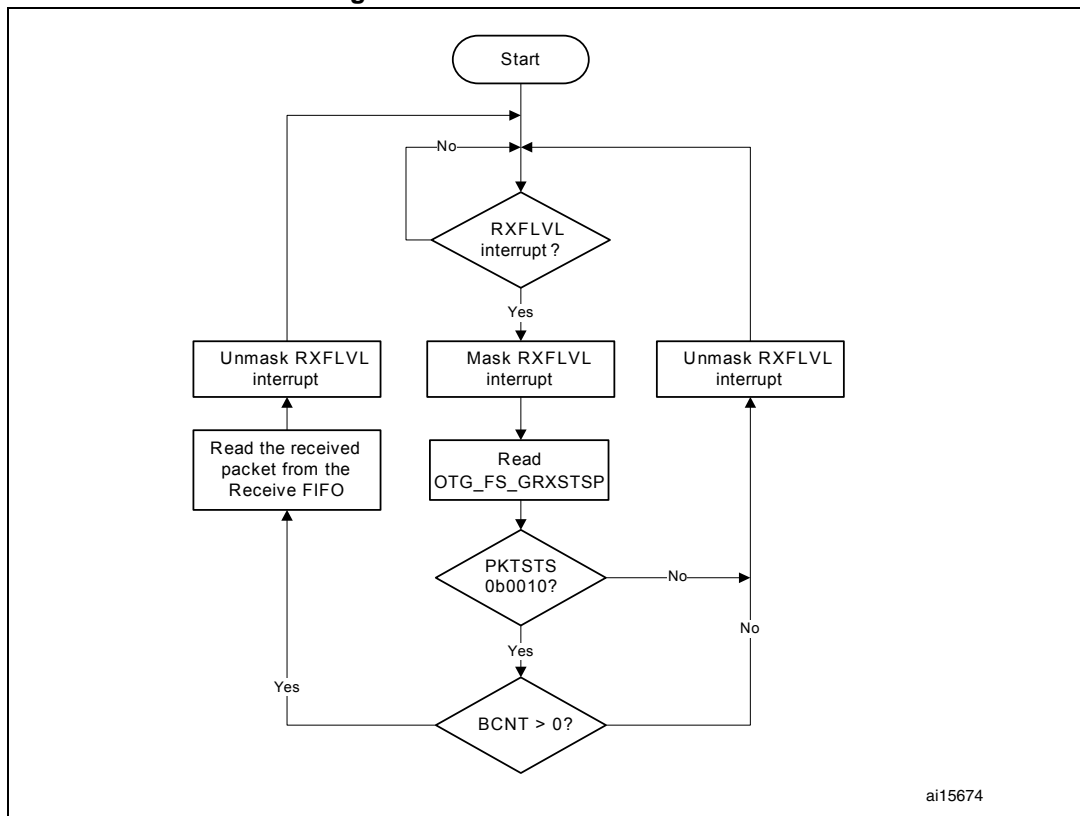 Start
No
RXFLVL
interrupt ?
Yes
Unmask RXFLVL
interrupt
Mask RXFLVL
interrupt
Unmask RXFLVL
interrupt
Read the received
packet from the
Receive FIFO
Read
OTG_FS_GRXSTSP
PKTSTS
0b0010?
No
No
Yes
Yes
BCNT > 0?
ai15674